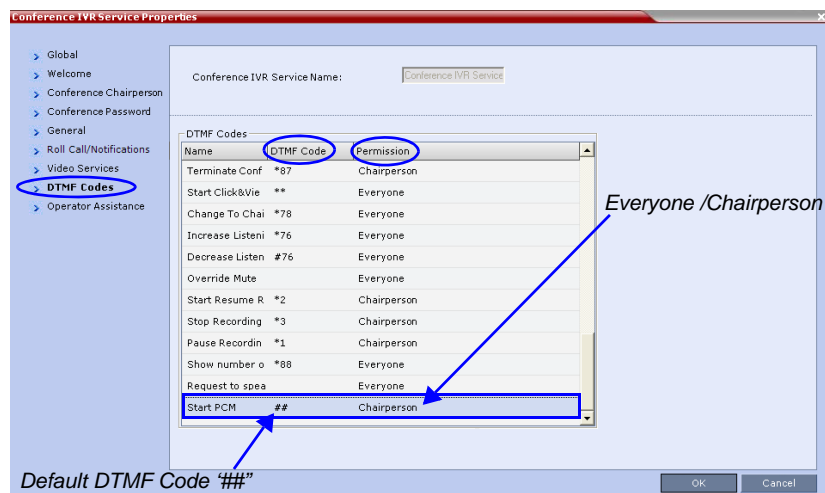 Conference IVR Service Properties
Global
Welcome
Conference Chairperson
Conference Password
General
Roll Call/Notifications
Video Services
DTMF Codes
Operator Assistance
Conference IVR Service Name: Conference IVR Service
DTMF Codes
Name DTMF Code Permission
Terminate Conf *87 Chairperson
Start Click&Vie ** Everyone
Change To Chai *78 Everyone
Increase Listeni *76 Everyone
Decrease Listen #76 Everyone
Override Mute Everyone
Start Resume R *2 Chairperson
Stop Recording *3 Chairperson
Pause Recordin *1 Chairperson
Show number o *88 Everyone
Request to spea Everyone
Start PCM ## Chairperson
Everyone /Chairperson
Default DTMF Code ‘##”
OK Cancel